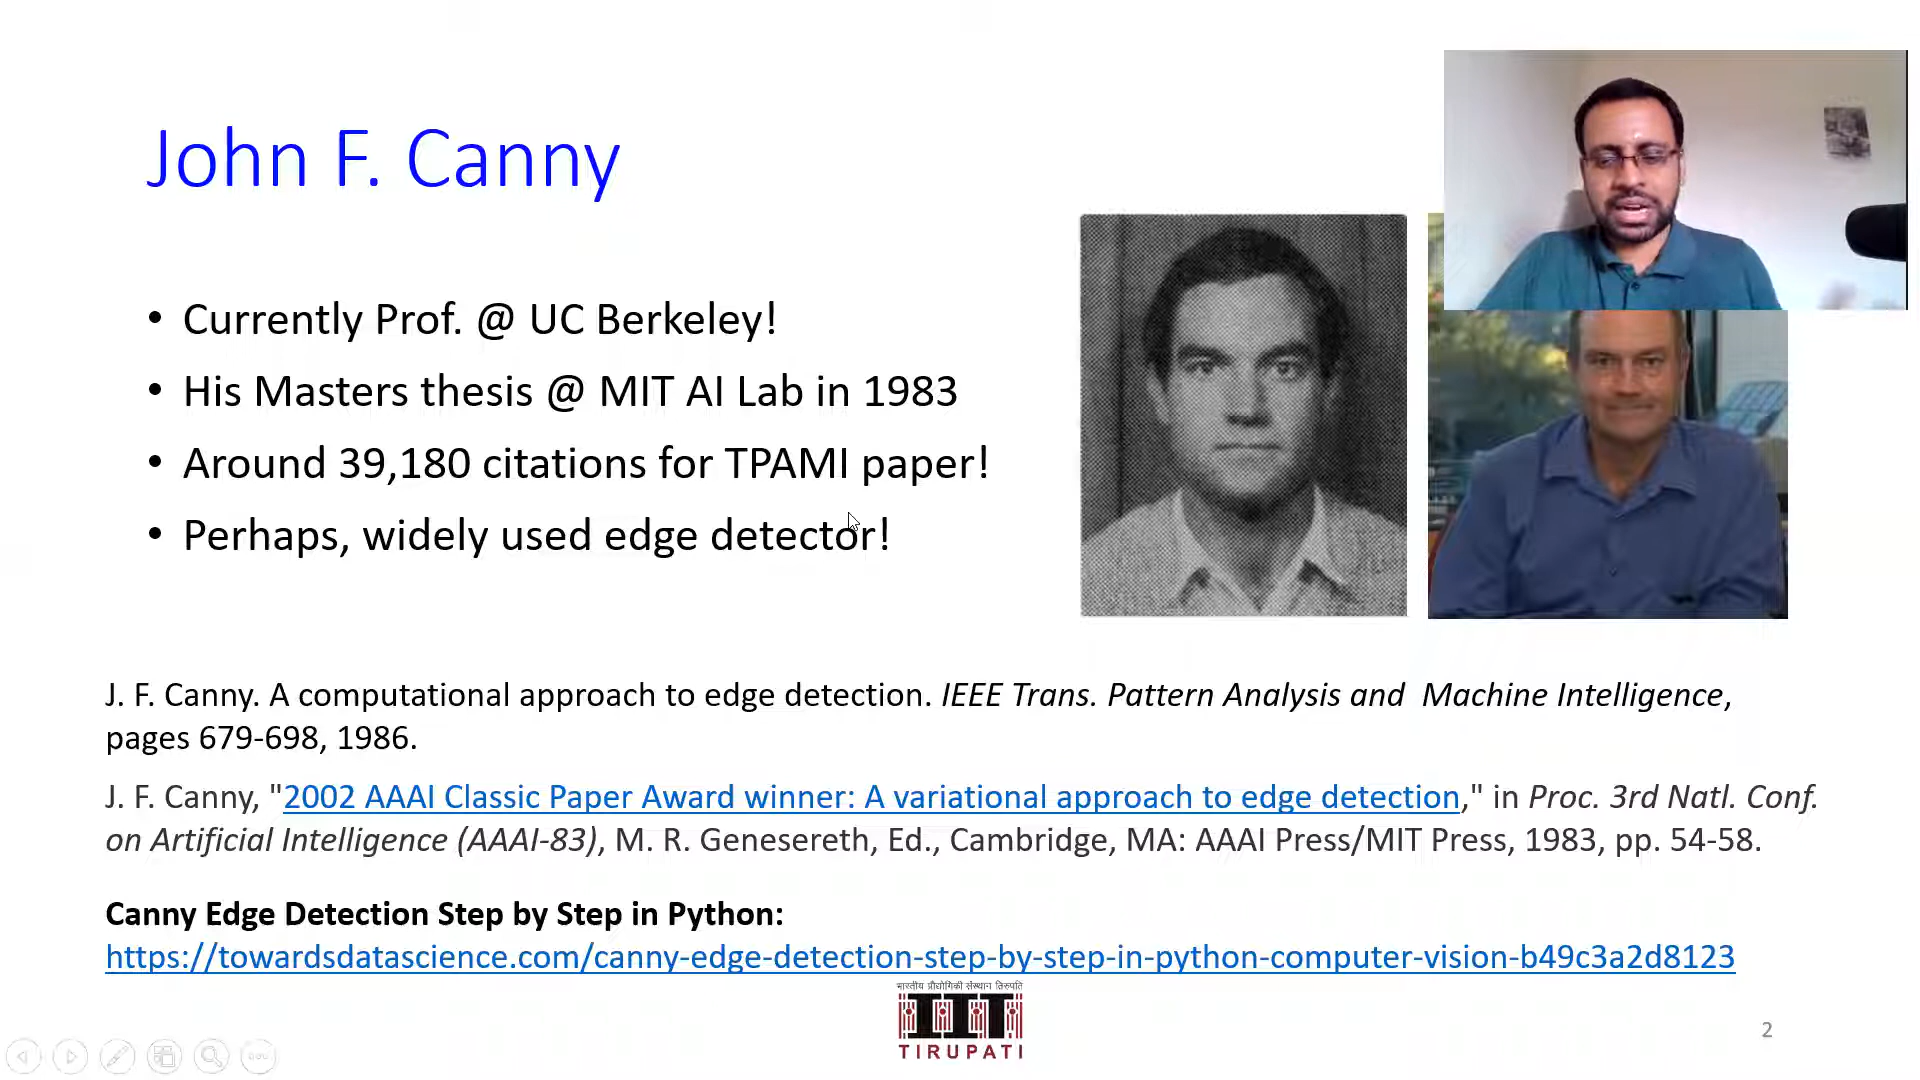 John F. Canny
• Currently Prof. @ UC Berkeley!
• His Masters thesis @ MIT AI Lab in 1983
• Around 39,180 citations for TPAMI paper!
• Perhaps, widely used edge detector!
J. F. Canny. A computational approach to edge detection. IEEE Trans. Pattern Analysis and Machine Intelligence,
pages 679-698, 1986.
J. F. Canny, "2002 AAAI Classic Paper Award winner: A variational approach to edge detection," in Proc. 3rd Natl. Conf.
on Artificial Intelligence (AAAI-83), M. R. Genesereth, Ed., Cambridge, MA: AAAI Press/MIT Press, 1983, pp. 54-58.
Canny Edge Detection Step by Step in Python:
https://towardsdatascience.com/canny-edge-detection-step-by-step-in-python-computer-vision-b49c3a2d8123
भारतीय प्रौद्योगिकी संस्थान तिरुपति
IIT
TIRUPATI
2